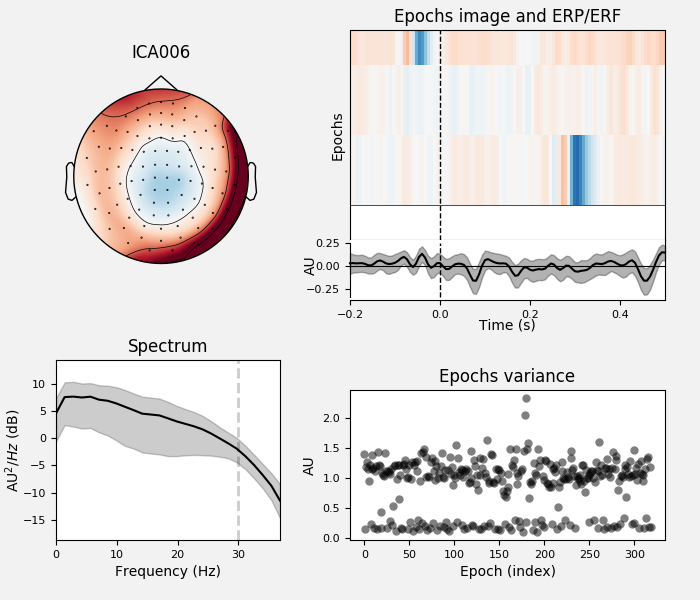 ICA006
Epochs image and ERP/ERF
Epochs
0.25
0.00
−0.25
AU
−0.2
0.0
0.2
0.4
Time (s)
Spectrum
10
5
0
−5
−10
−15
AU²/Hz (dB)
0
10
20
30
Frequency (Hz)
Epochs variance
2.0
1.5
1.0
0.5
0.0
AU
0
50
100
150
200
250
300
Epoch (index)